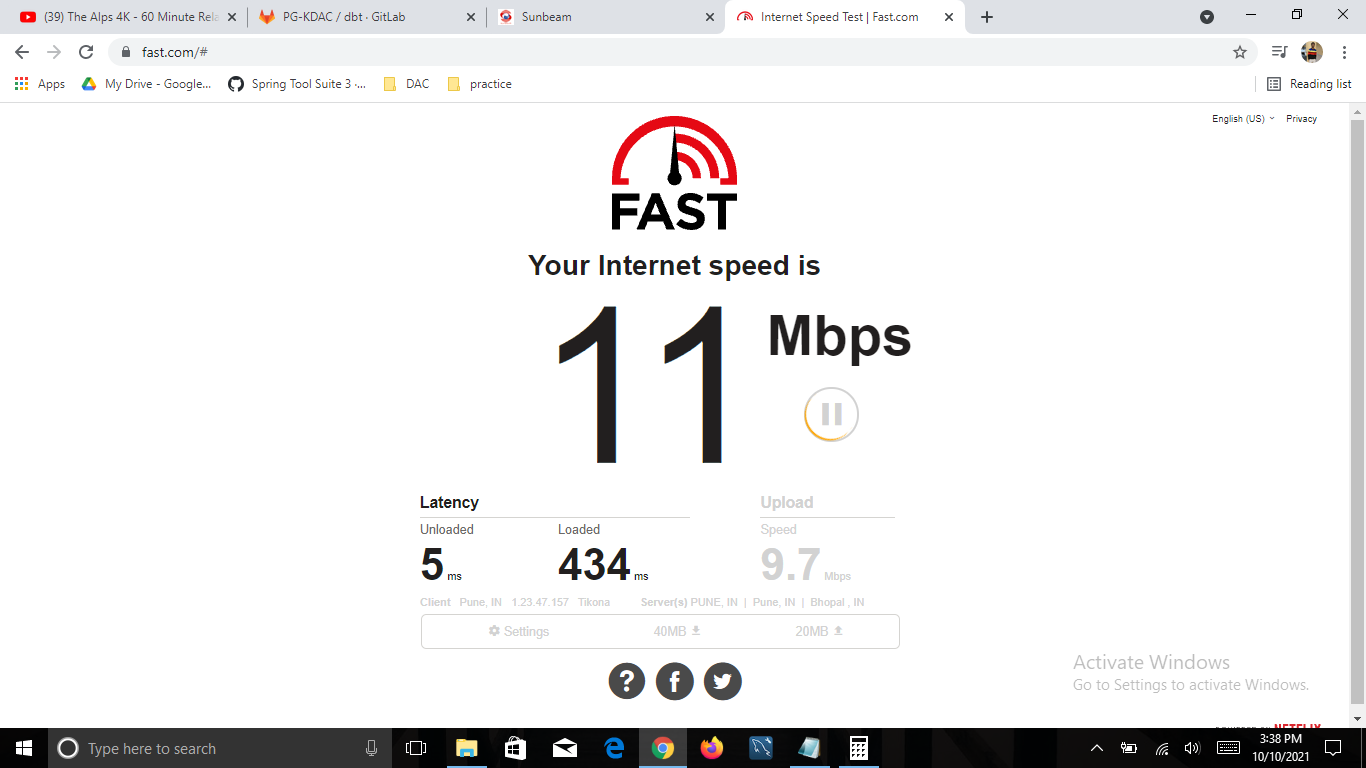 (39) The Alps 4K - 60 Minute Rela
PG-KDAC / dbt · GitLab
Sunbeam
Internet Speed Test | Fast.com
fast.com/#
Apps
My Drive - Google...
Spring Tool Suite 3 ·...
DAC
practice
Reading list
English (US)
Privacy
FAST
Your Internet speed is
11 Mbps
Latency
Upload
Unloaded
Loaded
Speed
5 ms
434 ms
9.7 Mbps
Client Pune, IN 1.23.47.157 Tikona
Server(s) PUNE, IN | Pune, IN | Bhopal , IN
Settings
40MB
20MB
?
f
Activate Windows
Go to Settings to activate Windows.
POWERED BY NETFLIX
Type here to search
3:38 PM
10/10/2021